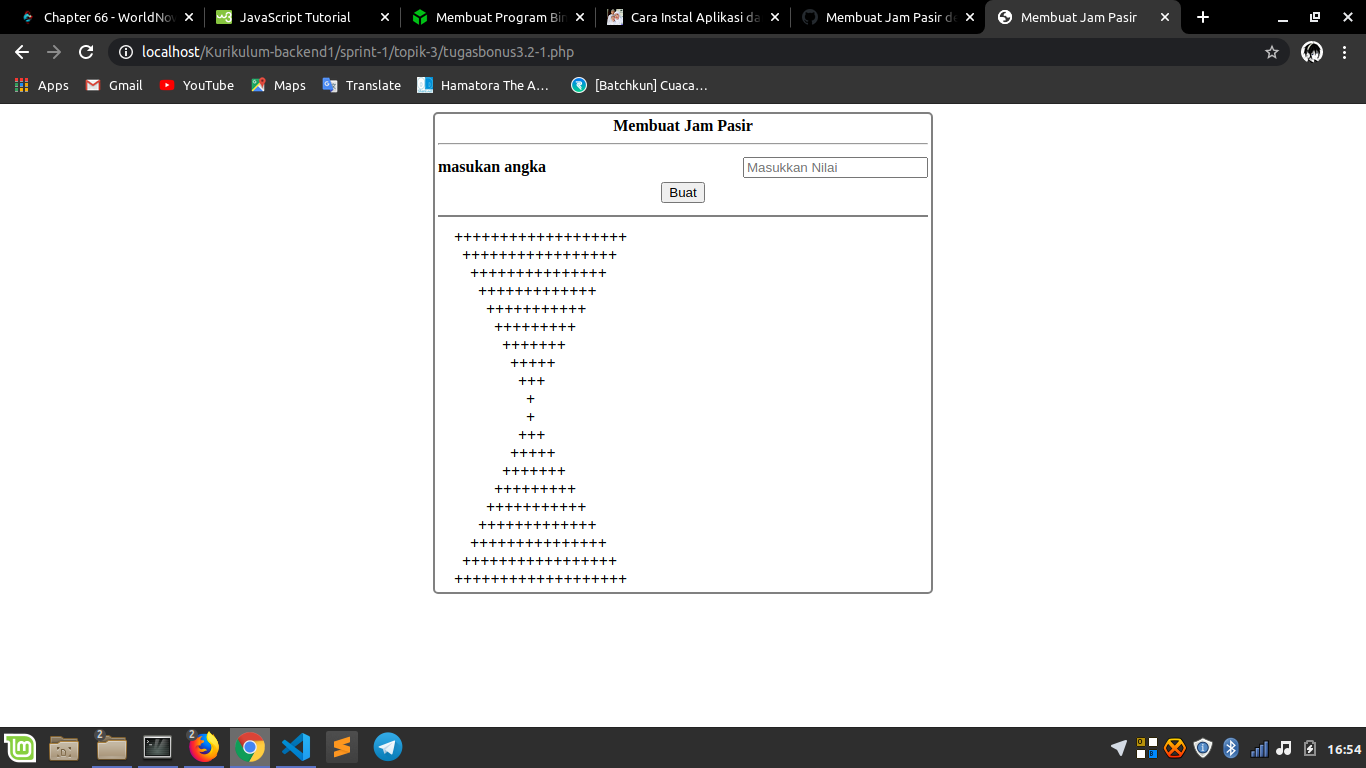 Chapter 66 - WorldNov
JavaScript Tutorial
Membuat Program Bin
Cara Instal Aplikasi da
Membuat Jam Pasir de
Membuat Jam Pasir
localhost/Kurikulum-backend1/sprint-1/topik-3/tugasbonus3.2-1.php
Apps
Gmail
YouTube
Maps
Translate
Hamatora The A...
[Batchkun] Cuaca...
Membuat Jam Pasir
masukan angka
Masukkan Nilai
Buat
+++++++++++++++++++
+++++++++++++++++
+++++++++++++++
+++++++++++++
+++++++++++
+++++++++
+++++++
+++++
+++
+
+
+++
+++++
+++++++
+++++++++
+++++++++++
+++++++++++++
+++++++++++++++
+++++++++++++++++
+++++++++++++++++++
2
2
16:54